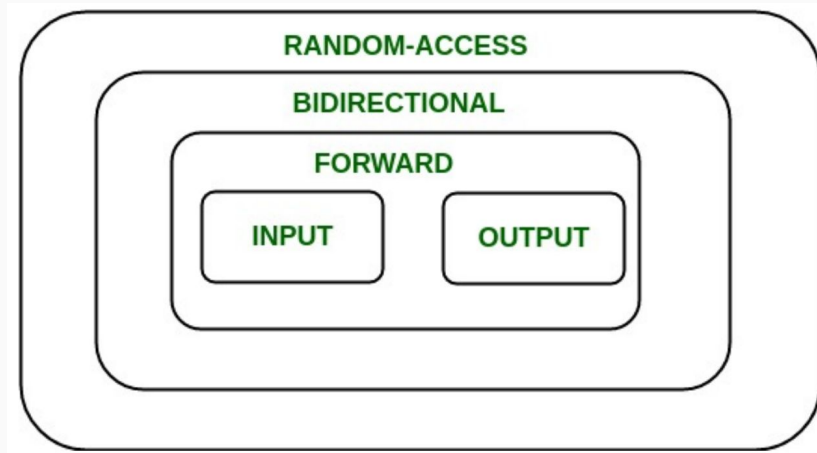 RANDOM-ACCESS
BIDIRECTIONAL
FORWARD
INPUT
OUTPUT